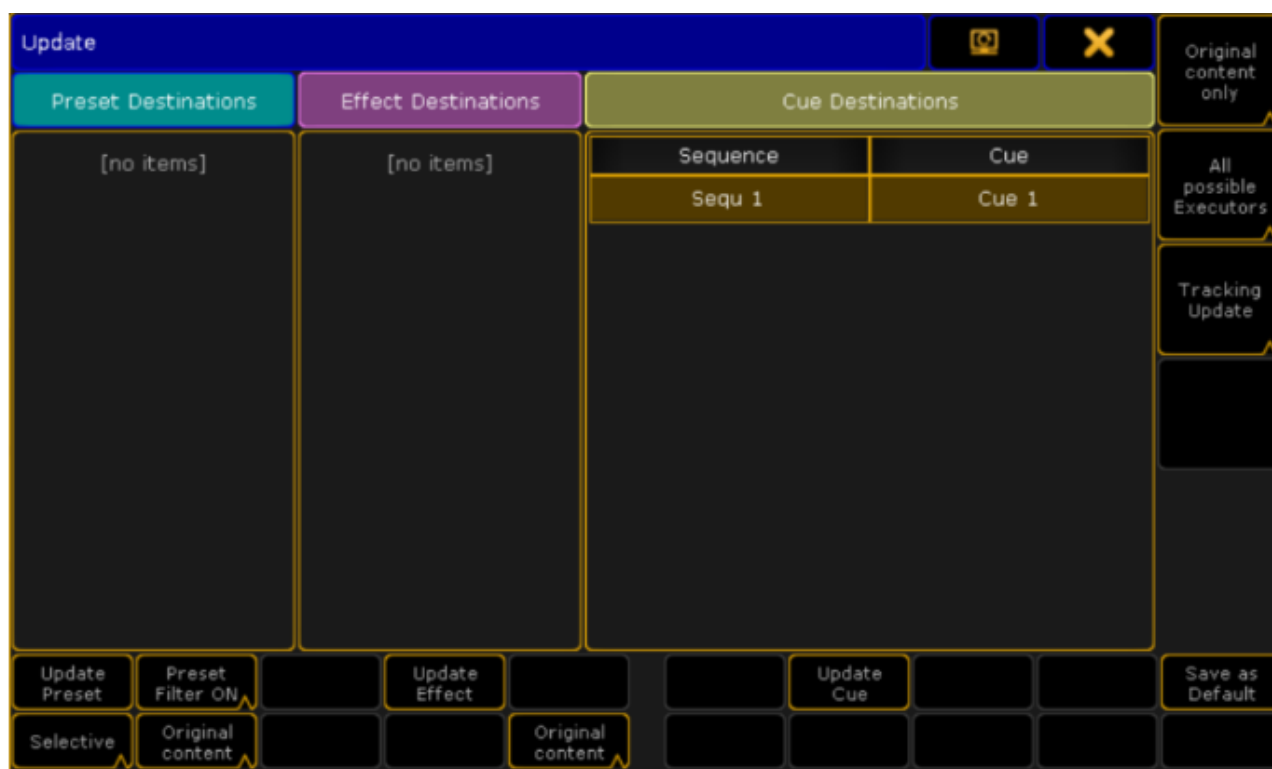 Update
Original
content
only
Preset Destinations
Effect Destinations
Cue Destinations
[no items]
[no items]
Sequence
Cue
Sequ 1
Cue 1
All
possible
Executors
Tracking
Update
Update
Preset
Preset
Filter ON
Update
Effect
Update
Cue
Save as
Default
Selective
Original
content
Original
content